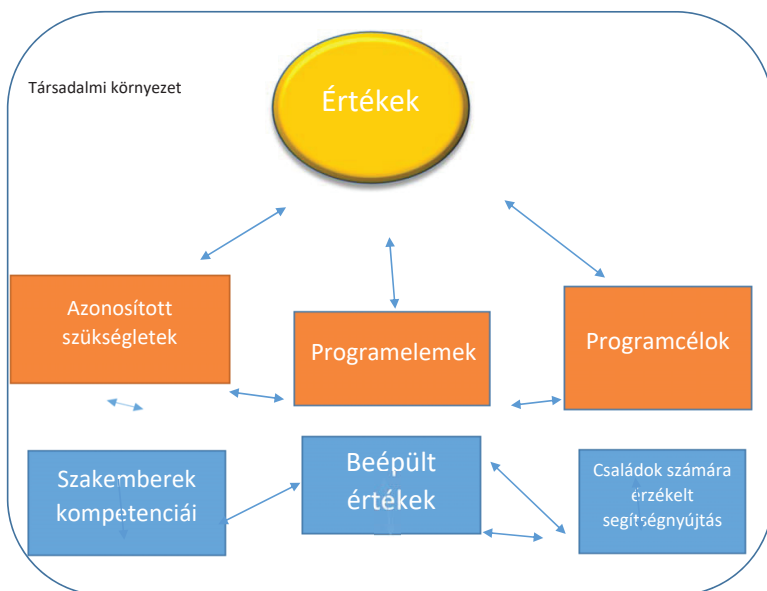 Társadalmi környezet
Értékek
Azonosított
szükségletek
Programelemek
Programcélok
Szakemberek
kompetenciái
Beépült
értékek
Családok számára
érzékelt
segítségnyújtás